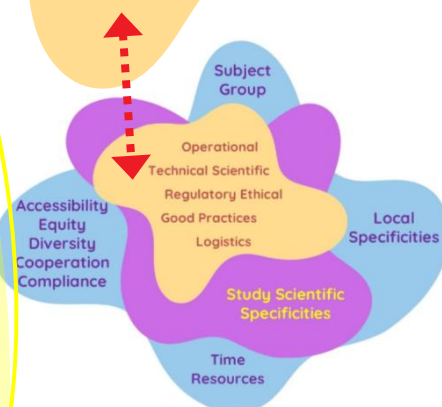 Subject
Group
Operational
Technical Scientific
Regulatory Ethical
Good Practices
Logistics
Accessibility
Equity
Diversity
Cooperation
Compliance
Local
Specificities
Study Scientific
Specificities
Time
Resources